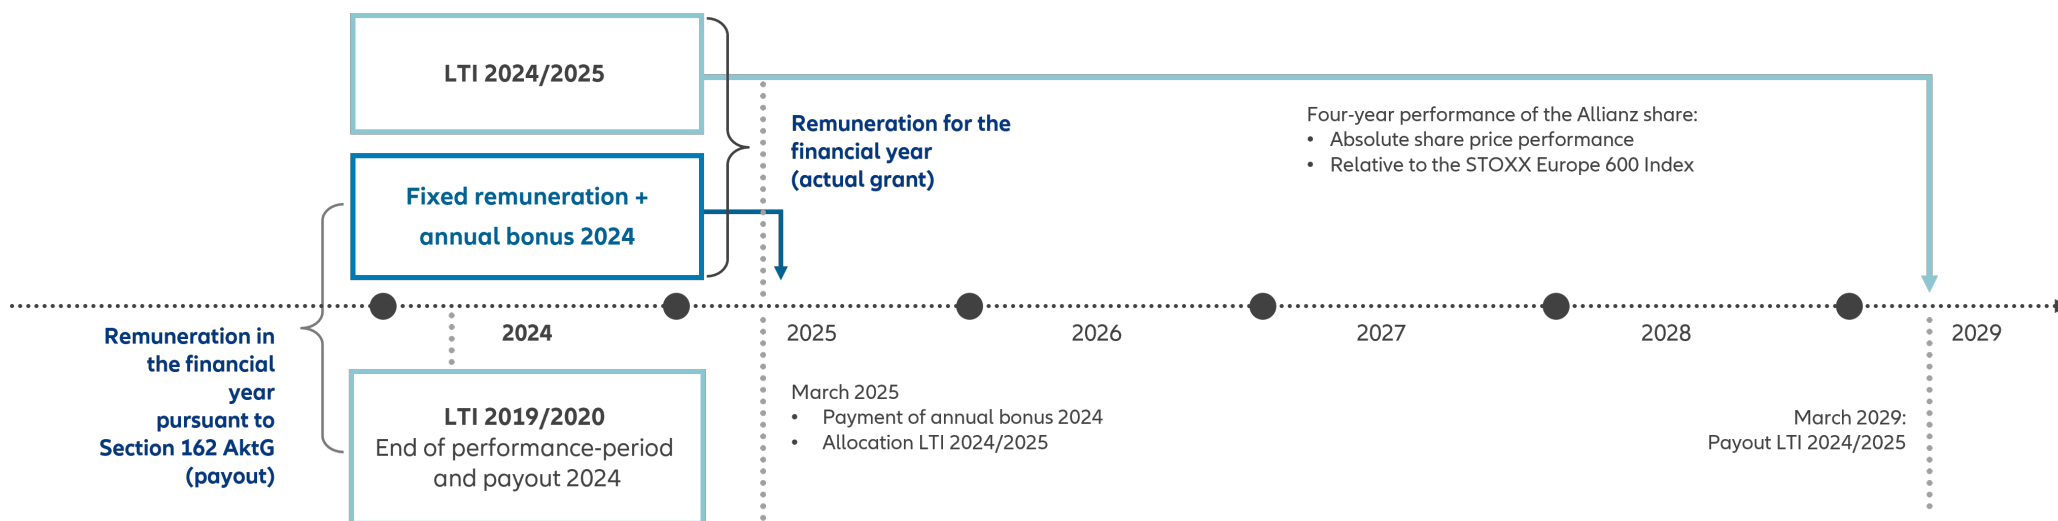 LTI 2024/2025
Remuneration for the
financial year
(actual grant)
Four-year performance of the Allianz share:
• Absolute share price performance
• Relative to the STOXX Europe 600 Index
Fixed remuneration +
annual bonus 2024
2024
2025
2026
2027
2028
2029
Remuneration in
the financial
year
pursuant to
Section 162 AktG
(payout)
LTI 2019/2020
End of performance-period
and payout 2024
March 2025
• Payment of annual bonus 2024
• Allocation LTI 2024/2025
March 2029:
Payout LTI 2024/2025